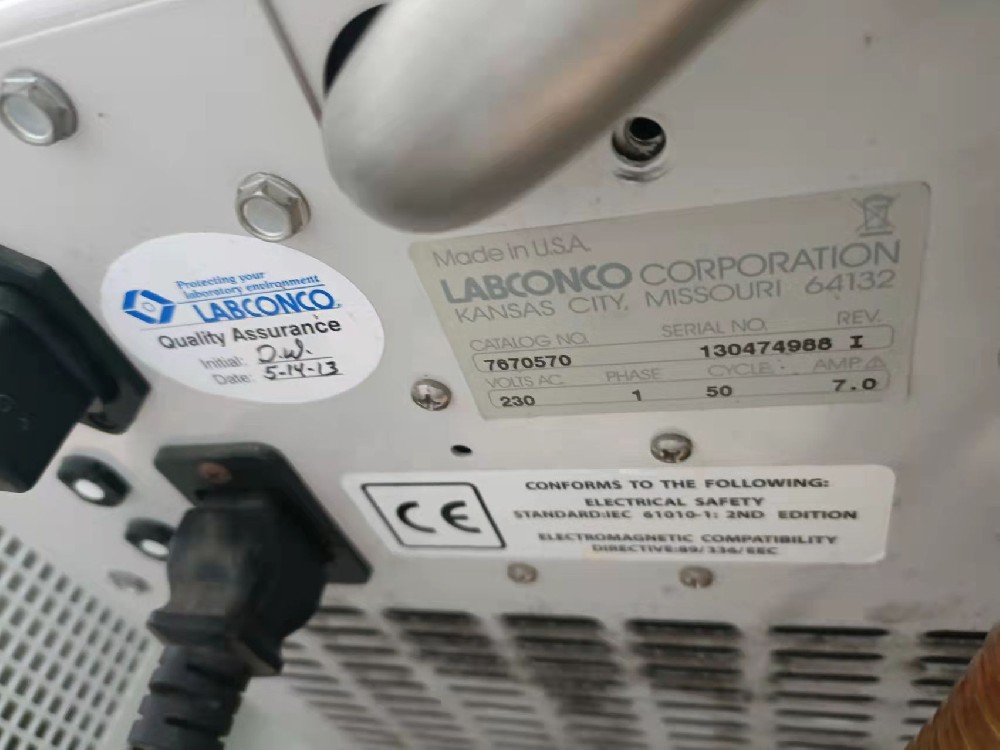 Protecting your
laboratory environment
LABCONCO
Quality Assurance
Initial: D.W.
Date: 5-14-13
Made in U.S.A.
LABCONCO CORPORATION
KANSAS CITY, MISSOURI 64132
CATALOG NO. SERIAL NO. REV.
7670570 130474988 I
VOLTS AC PHASE CYCLE AMP
230 1 50 7.0
CE
CONFORMS TO THE FOLLOWING:
ELECTRICAL SAFETY
STANDARD:IEC 61010-1: 2ND EDITION
ELECTROMAGNETIC COMPATIBILITY
DIRECTIVE:89/336/EEC